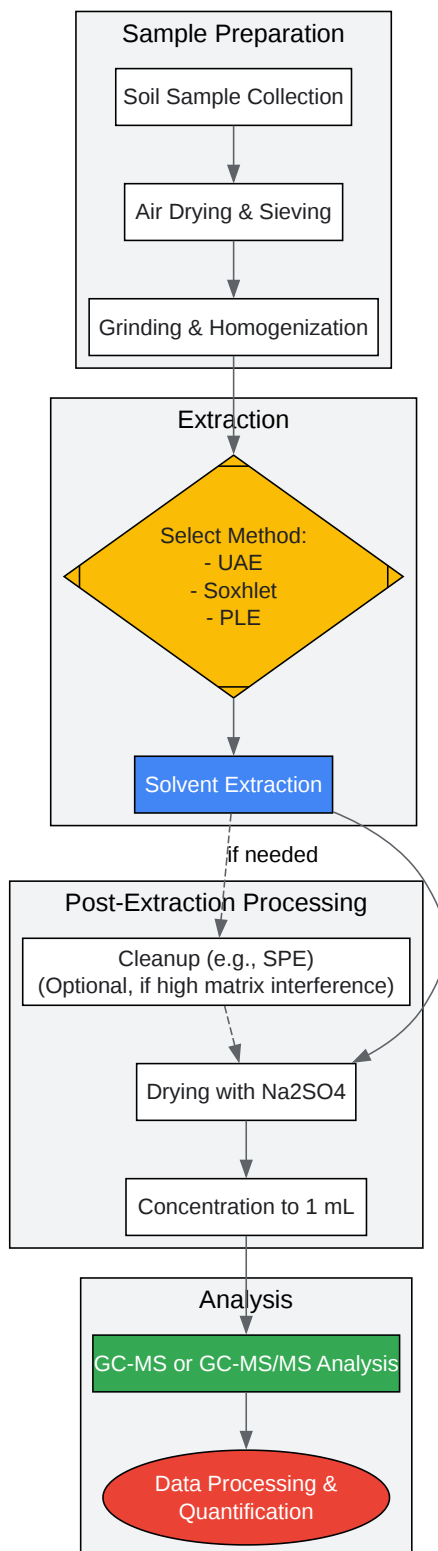 Sample Preparation
Soil Sample Collection
Air Drying & Sieving
Grinding & Homogenization
Extraction
Select Method:
- UAE
- Soxhlet
- PLE
Solvent Extraction
if needed
Post-Extraction Processing
Cleanup (e.g., SPE)
(Optional, if high matrix interference)
Drying with Na2SO4
Concentration to 1 mL
Analysis
GC-MS or GC-MS/MS Analysis
Data Processing &
Quantification